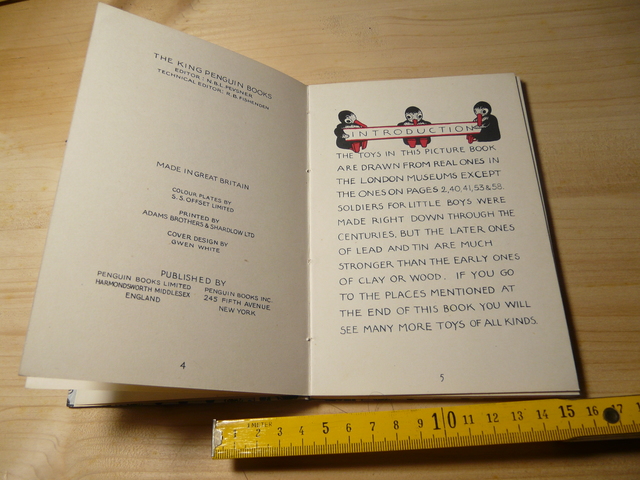 THE KING PENGUIN BOOKS
EDITOR: N.B.L. PEVSNER
TECHNICAL EDITOR: R.B. FISHENDEN
MADE IN GREAT BRITAIN
COLOUR PLATES BY
S.S. OFFSET LIMITED
PRINTED BY
ADAMS BROTHERS & SHARDLOW LTD
COVER DESIGN BY
GWEN WHITE
PUBLISHED BY
PENGUIN BOOKS LIMITED
HARMONDSWORTH MIDDLESEX
ENGLAND
PENGUIN BOOKS INC.
245 FIFTH AVENUE
NEW YORK
4
INTRODUCTION
THE TOYS IN THIS PICTURE BOOK
ARE DRAWN FROM REAL ONES IN
THE LONDON MUSEUMS EXCEPT
THE ONES ON PAGES 2,40,41,53 & 58.
SOLDIERS FOR LITTLE BOYS WERE
MADE RIGHT DOWN THROUGH THE
CENTURIES, BUT THE LATER ONES
OF LEAD AND TIN ARE MUCH
STRONGER THAN THE EARLY ONES
OF CLAY OR WOOD. IF YOU GO
TO THE PLACES MENTIONED AT
THE END OF THIS BOOK YOU WILL
SEE MANY MORE TOYS OF ALL KINDS.
5
1 2 3 4 5 6 7 8 9 10 11 12 13 14 15 16 17